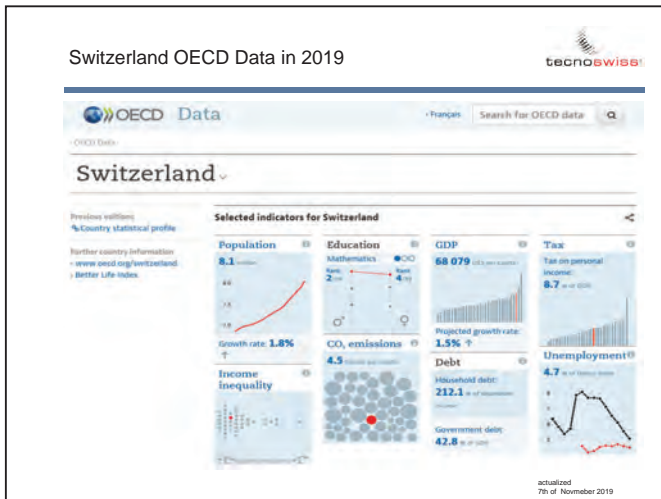 Switzerland OECD Data in 2019
tecnoswiss
OECD Data
Français
Search for OECD data
OECD Data
Switzerland
Previous editions
Country statistical profile
Further country information
www.oecd.org/switzerland
Better Life Index
Selected indicators for Switzerland
Population
8.1 million
Growth rate: 1.8%
Income
inequality
Education
Mathematics
Rank
2
Rank
4
CO₂ emissions
4.5
GDP
68 079
Projected growth rate:
1.5%
Debt
Household debt:
212.1
Government debt:
42.8
Tax
Tax on personal
income:
8.7
Unemployment
4.7
actualized
7th of Novmeber 2019